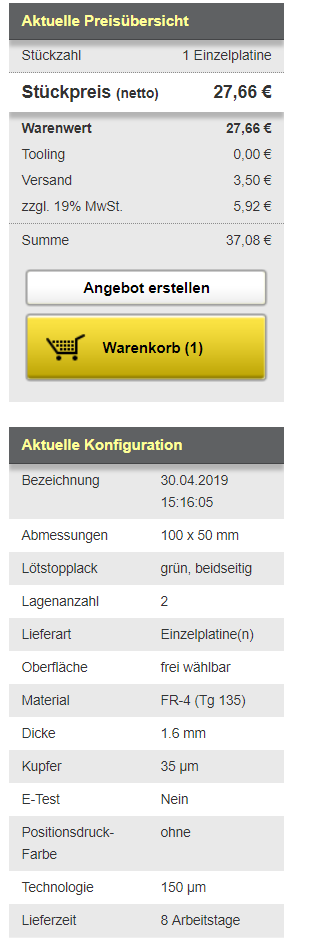 Aktuelle Preisübersicht
Stückzahl 1 Einzelplatine
Stückpreis (netto) 27,66 €
Warenwert 27,66 €
Tooling 0,00 €
Versand 3,50 €
zzgl. 19% MwSt. 5,92 €
Summe 37,08 €
Angebot erstellen
Warenkorb (1)
Aktuelle Konfiguration
Bezeichnung 30.04.2019
15:16:05
Abmessungen 100 x 50 mm
Lötstopplack grün, beidseitig
Lagenanzahl 2
Lieferart Einzelplatine(n)
Oberfläche frei wählbar
Material FR-4 (Tg 135)
Dicke 1.6 mm
Kupfer 35 µm
E-Test Nein
Positionsdruck- ohne
Farbe
Technologie 150 µm
Lieferzeit 8 Arbeitstage